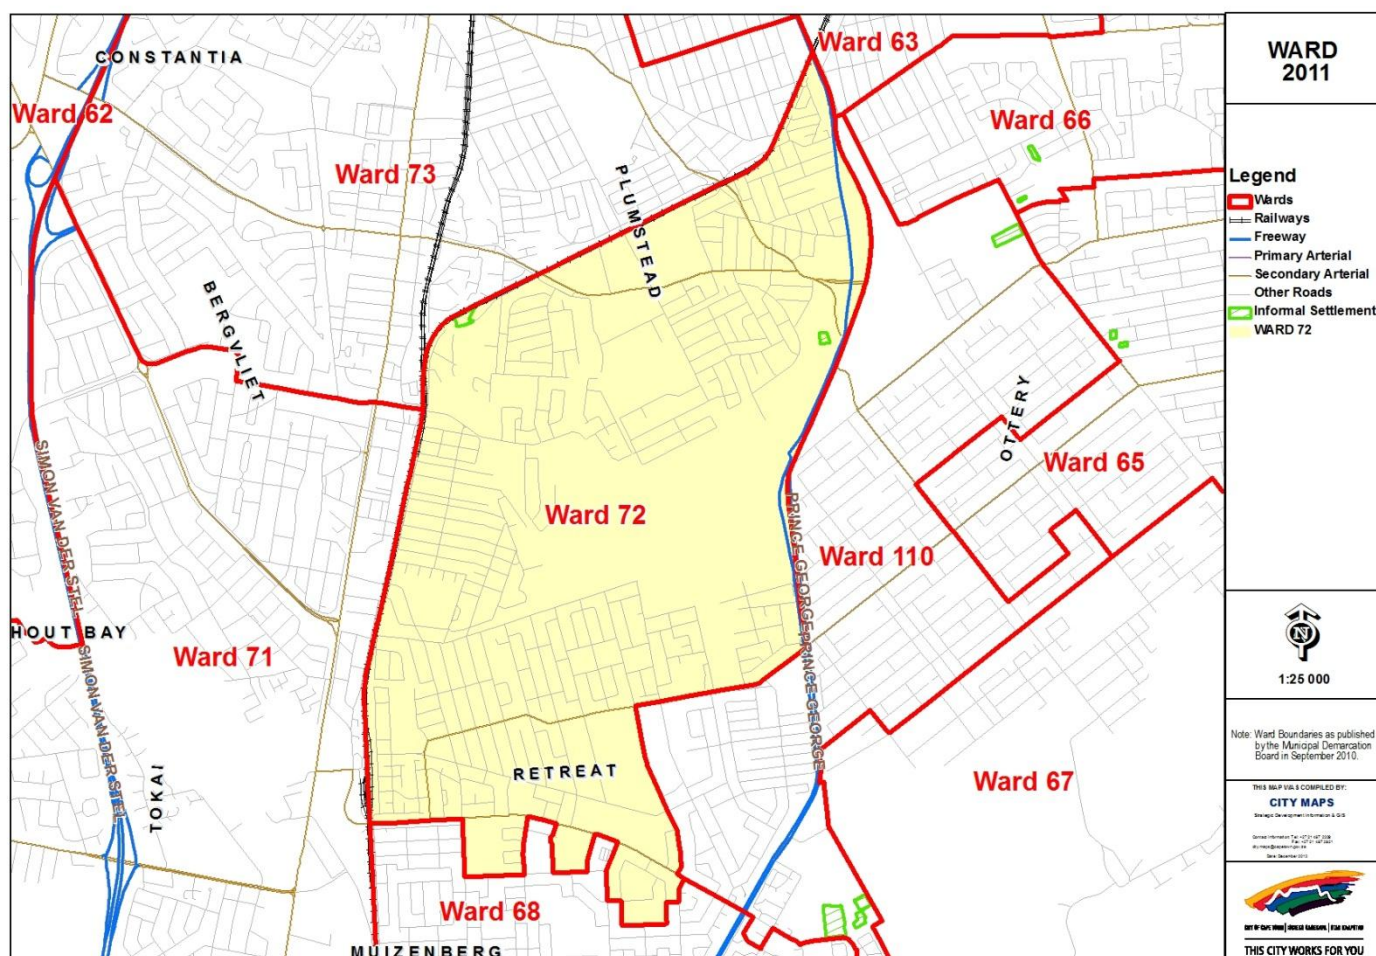 CONSTANTIA
Ward 62
Ward 63
Ward 66
Ward 73
PLUMSTEAD
BERGVLIET
OTTERY
Ward 65
Ward 72
Ward 110
SIMON VAN DER STEL
SIMON VAN DER STEL
PRINCE GEORGE
PRINCE GEORGE
HOUT BAY
Ward 71
TOKAI
RETREAT
Ward 67
Ward 68
MUIZENBERG
WARD
2011
Legend
Wards
Railways
Freeway
Primary Arterial
Secondary Arterial
Other Roads
Informal Settlement
WARD 72
N
1:25 000
Note: Ward Boundaries as published
by the Municipal Demarcation
Board in September 2010.
THIS MAP WAS COMPILED BY:
CITY MAPS
Strategic Development Information & GIS
THIS CITY WORKS FOR YOU